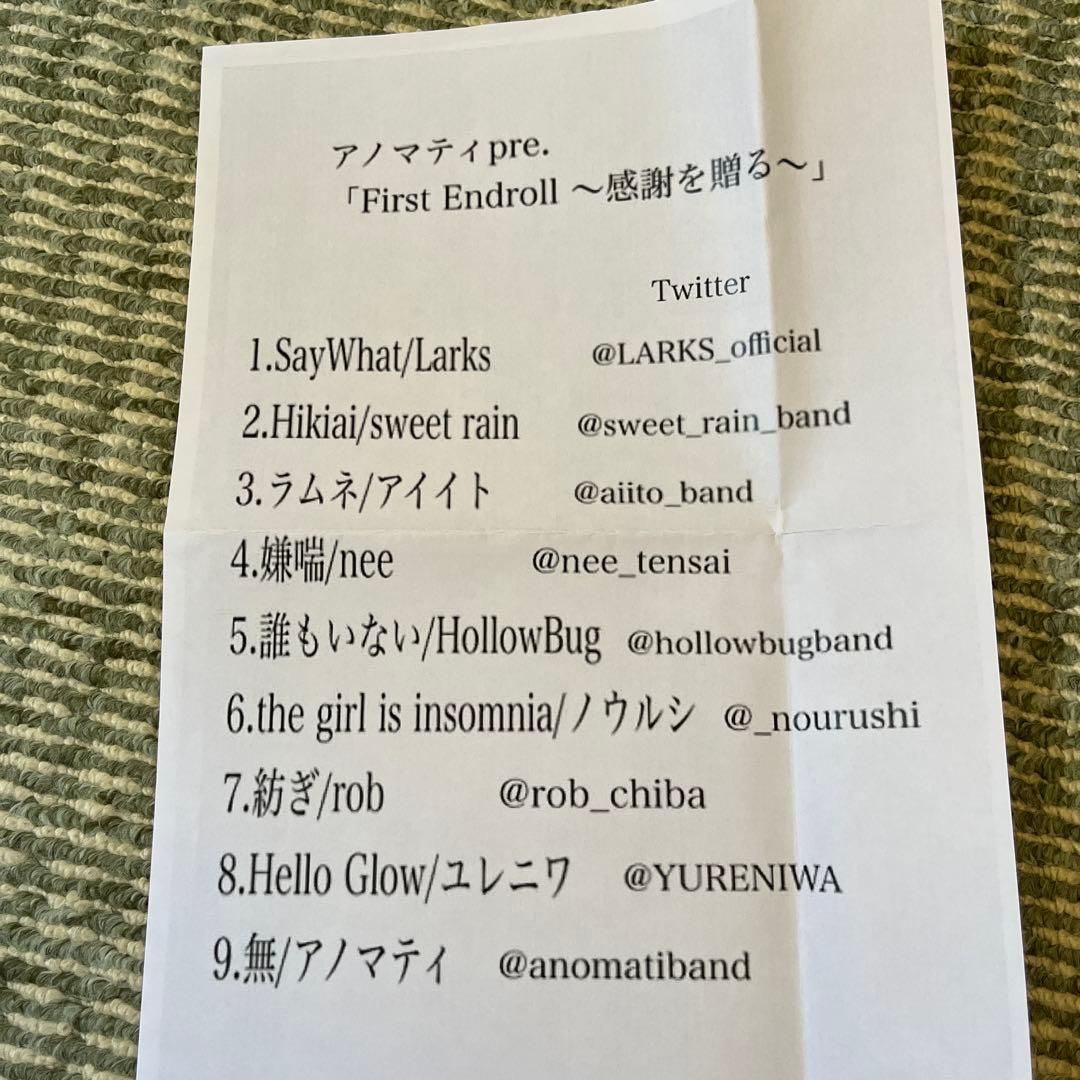 アノマティpre.
「First Endroll 〜感謝を贈る〜」
Twitter
1.SayWhat/Larks @LARKS_official
2.Hikiai/sweet rain @sweet_rain_band
3.ラムネ/アイイト @aiito_band
4.嫌喘/nee @nee_tensai
5.誰もいない/HollowBug @hollowbugband
6.the girl is insomnia/ノウルシ @_nourushi
7.紡ぎ/rob @rob_chiba
8.Hello Glow/ユレニワ @YURENIWA
9.無/アノマティ @anomatiband